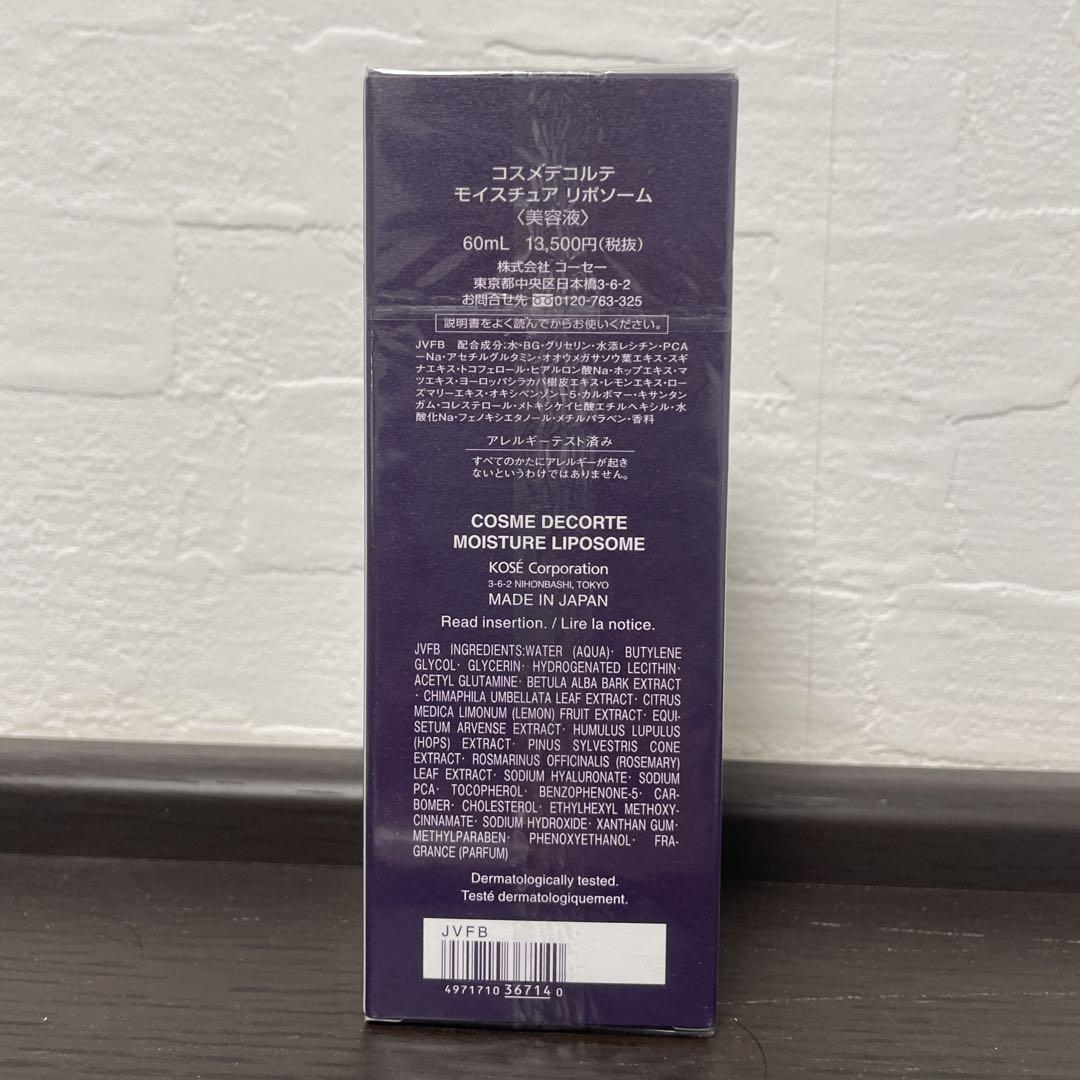 コスメデコルテ
モイスチュア リポソーム
〈美容液〉
60mL 13,500円(税抜)
株式会社 コーセー
東京都中央区日本橋3-6-2
お問合せ先 0120-763-325
説明書をよく読んでからお使いください。
JVFB 配合成分;水・BG・グリセリン・水添レシチン・PCA
ーNa・アセチルグルタミン・オオウメガサソウ葉エキス・スギ
ナエキス・トコフェロール・ヒアルロン酸Na・ホップエキス・マ
ツエキス・ヨーロッパシラカバ樹皮エキス・レモンエキス・ロー
ズマリーエキス・オキシベンゾン-5・カルボマー・キサンタン
ガム・コレステロール・メトキシケイヒ酸エチルヘキシル・水
酸化Na・フェノキシエタノール・メチルパラベン・香料
アレルギーテスト済み
すべてのかたにアレルギーが起き
ないというわけではありません。
COSME DECORTE
MOISTURE LIPOSOME
KOSÉ Corporation
3-6-2 NIHONBASHI, TOKYO
MADE IN JAPAN
Read insertion. / Lire la notice.
JVFB INGREDIENTS:WATER (AQUA)· BUTYLENE
GLYCOL· GLYCERIN· HYDROGENATED LECITHIN·
ACETYL GLUTAMINE· BETULA ALBA BARK EXTRACT
· CHIMAPHILA UMBELLATA LEAF EXTRACT· CITRUS
MEDICA LIMONUM (LEMON) FRUIT EXTRACT· EQUI-
SETUM ARVENSE EXTRACT· HUMULUS LUPULUS
(HOPS) EXTRACT· PINUS SYLVESTRIS CONE
EXTRACT· ROSMARINUS OFFICINALIS (ROSEMARY)
LEAF EXTRACT· SODIUM HYALURONATE· SODIUM
PCA· TOCOPHEROL· BENZOPHENONE-5· CAR-
BOMER· CHOLESTEROL· ETHYLHEXYL METHOXY-
CINNAMATE· SODIUM HYDROXIDE· XANTHAN GUM·
METHYLPARABEN· PHENOXYETHANOL· FRA-
GRANCE (PARFUM)
Dermatologically tested.
Testé dermatologiquement.
JVFB
4971710 36714 0